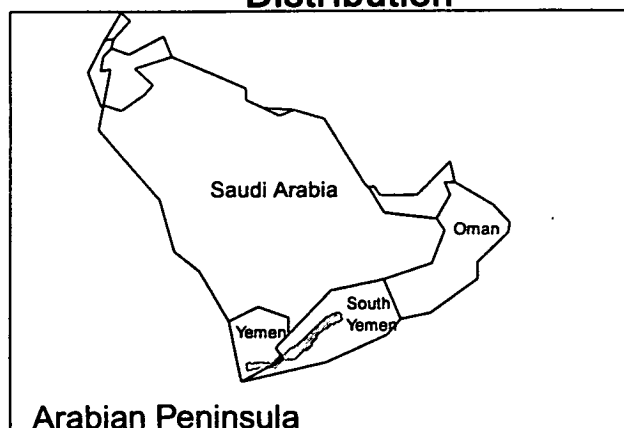 Distribution
Saudi Arabia
Oman
South
Yemen
Yemen
Arabian Peninsula